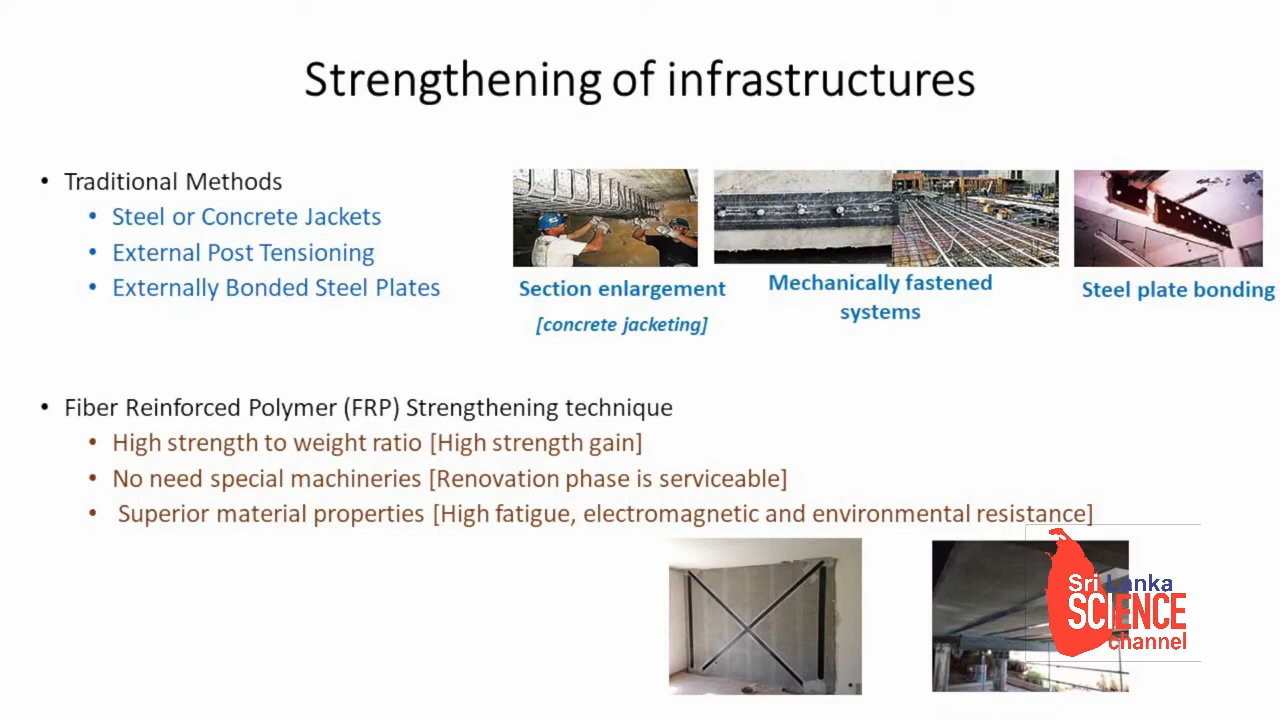 Strengthening of infrastructures
• Traditional Methods
• Steel or Concrete Jackets
• External Post Tensioning
• Externally Bonded Steel Plates
Section enlargement
[concrete jacketing]
Mechanically fastened
systems
Steel plate bonding
• Fiber Reinforced Polymer (FRP) Strengthening technique
• High strength to weight ratio [High strength gain]
• No need special machineries [Renovation phase is serviceable]
• Superior material properties [High fatigue, electromagnetic and environmental resistance]
Sri Lanka
SCIENCE
channel